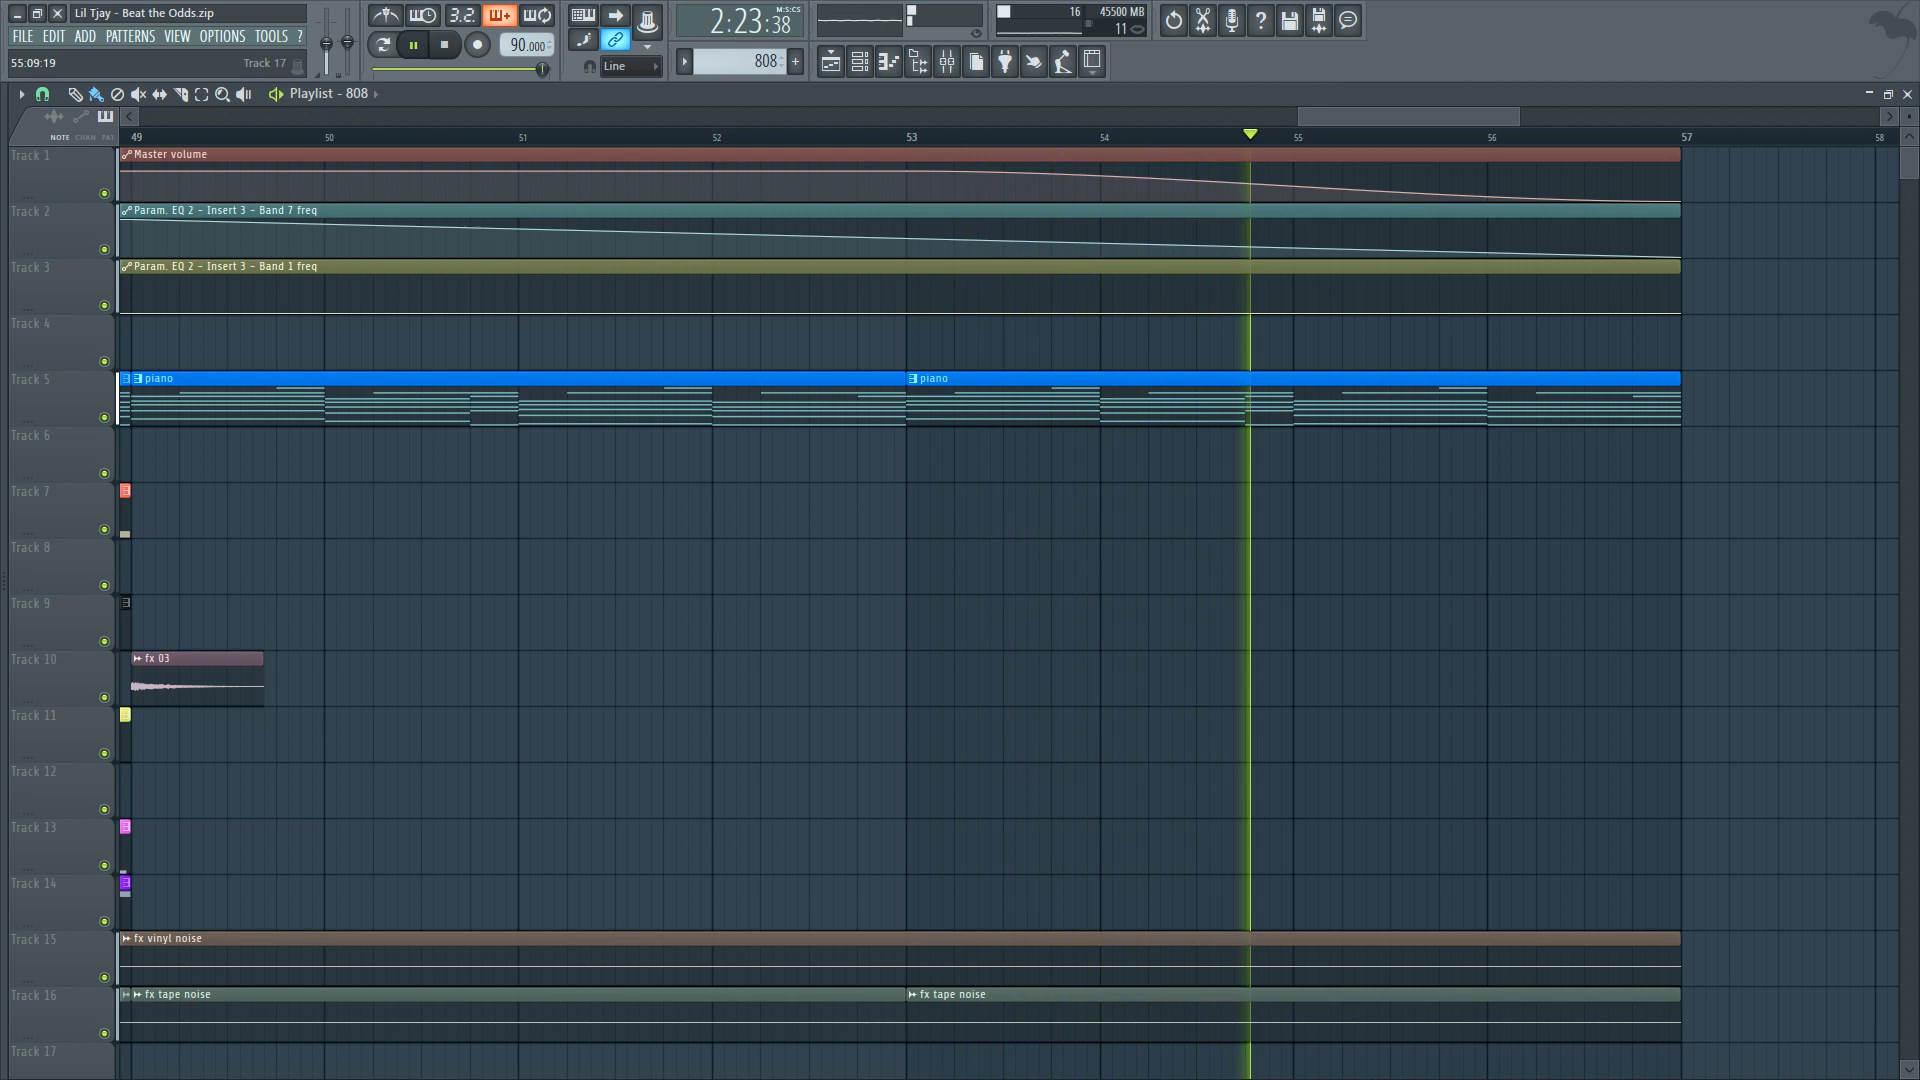 Lil Tjay - Beat the Odds.zip
FILE EDIT ADD PATTERNS VIEW OPTIONS TOOLS ?
55:09:19 Track 17
3.2.
90.000
Line
2:23:38 M:S:CS
808
16 45500 MB
11
Playlist - 808
NOTE CHAN PAT
49 50 51 52 53 54 55 56 57 58
Track 1 Master volume
Track 2 Param. EQ 2 - Insert 3 - Band 7 freq
Track 3 Param. EQ 2 - Insert 3 - Band 1 freq
Track 4
Track 5 piano piano
Track 6
Track 7
Track 8
Track 9
Track 10 fx 03
Track 11
Track 12
Track 13
Track 14
Track 15 fx vinyl noise
Track 16 fx tape noise fx tape noise
Track 17